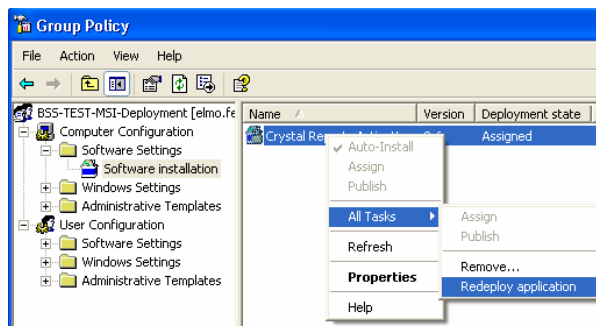 Group Policy
File Action View Help
BSS-TEST-MSI-Deployment [elmo.fe
Computer Configuration
Software Settings
Software installation
Windows Settings
Administrative Templates
User Configuration
Software Settings
Windows Settings
Administrative Templates
Name Version Deployment state
Crystal Assigned
Auto-Install
Assign
Publish
All Tasks
Refresh
Properties
Help
Assign
Publish
Remove...
Redeploy application